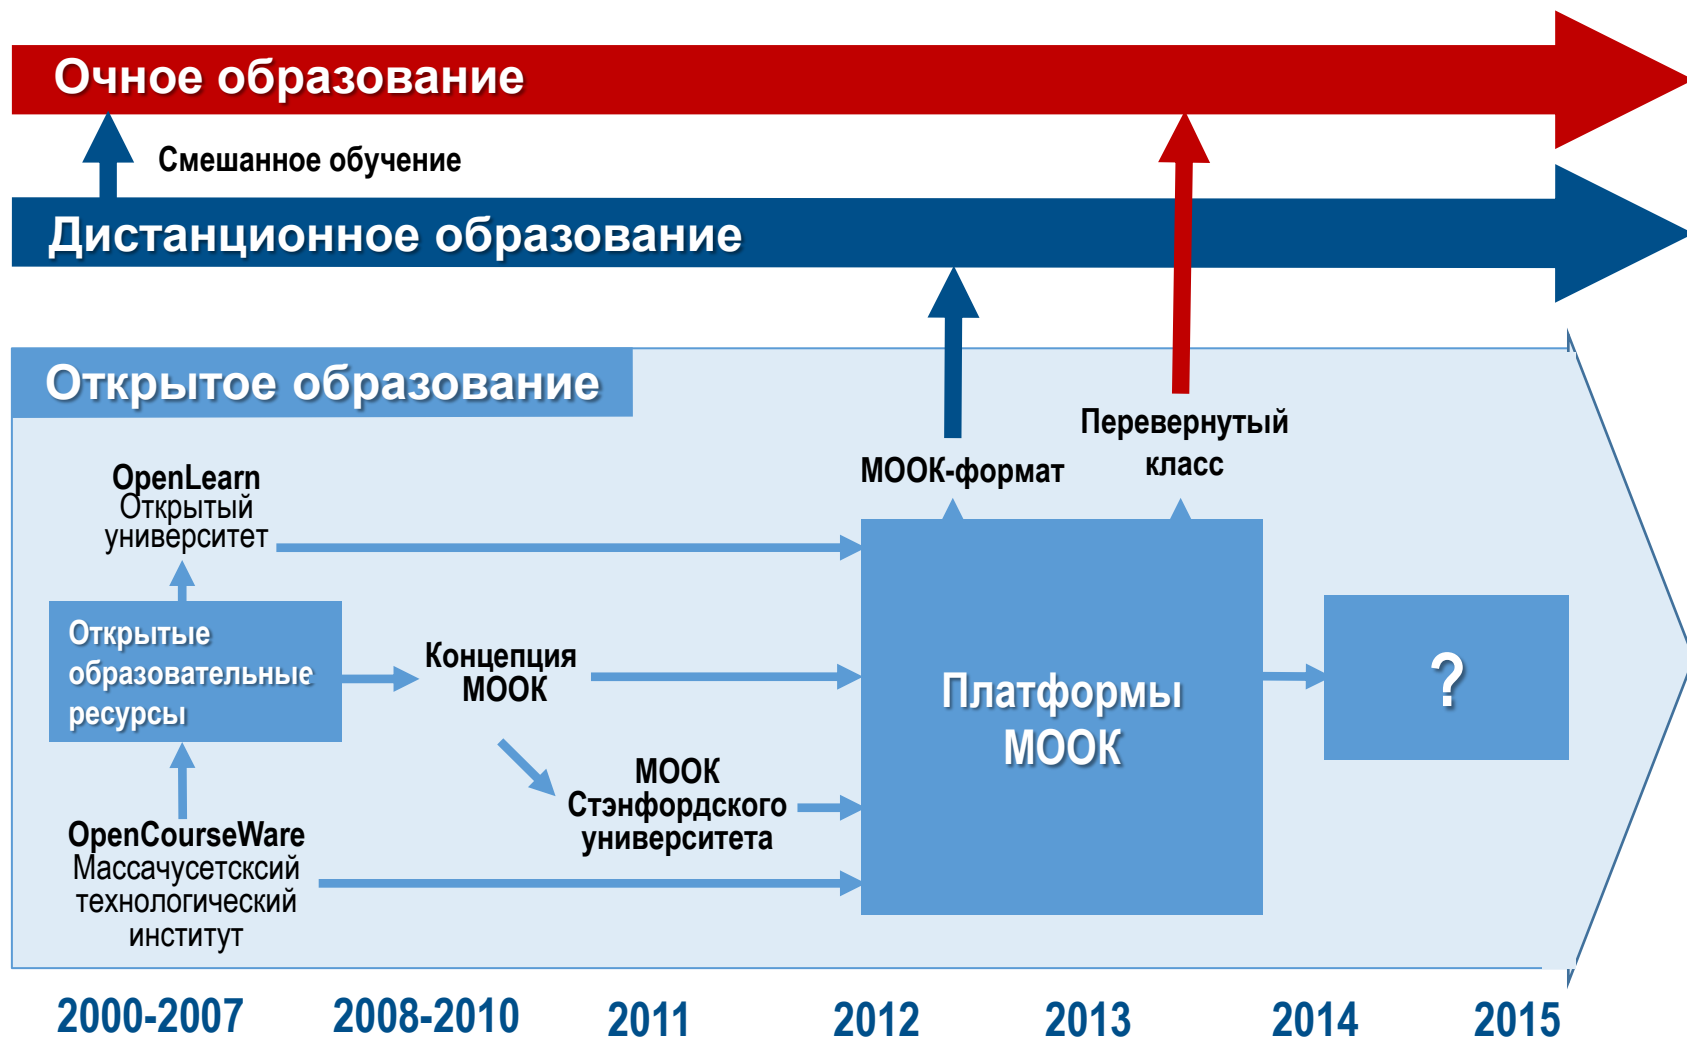 Очное образование
Смешанное обучение
Дистанционное образование
Открытое образование
Перевернутый
класс
МООК-формат
OpenLearn
Открытый
университет
Открытые
образовательные
ресурсы
Концепция
МООК
Платформы
МООК
?
МООК
Стэнфордского
университета
OpenCourseWare
Массачусетсксий
технологический
институт
2000-2007
2008-2010
2011
2012
2013
2014
2015